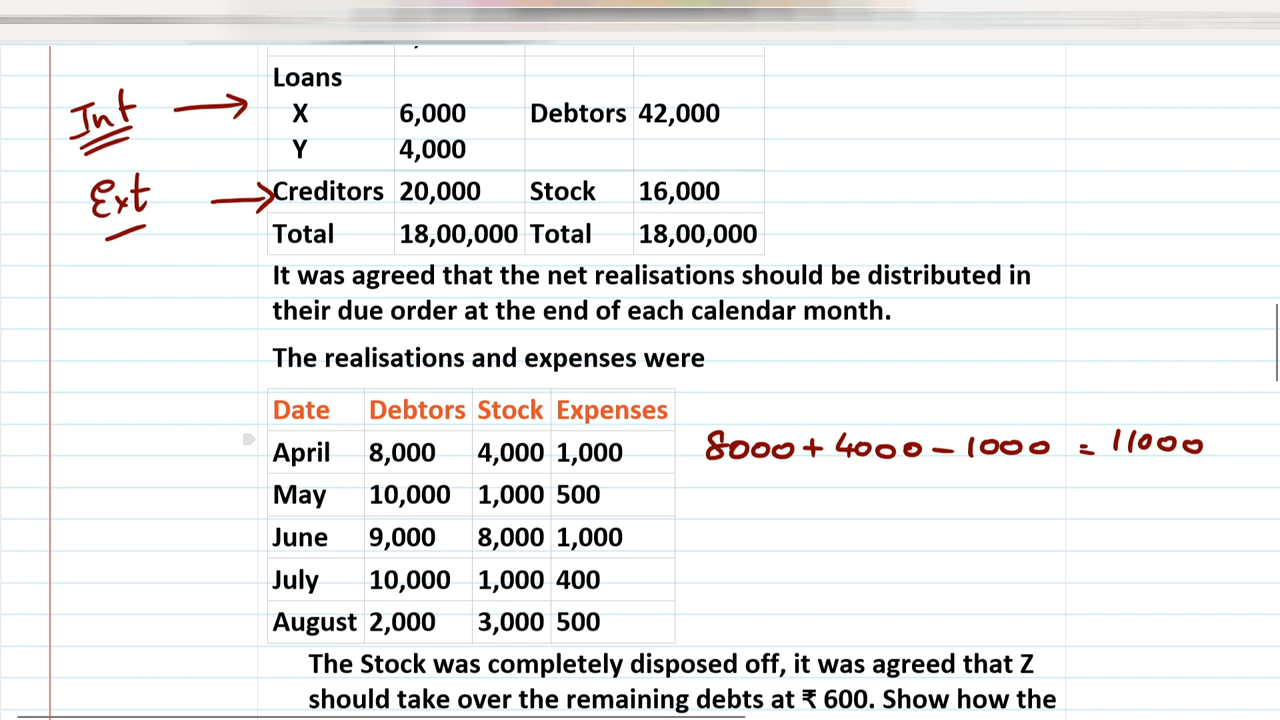 Loans
Int → X 6,000 Debtors 42,000
Y 4,000
Ext → Creditors 20,000 Stock 16,000
Total 18,00,000 Total 18,00,000
It was agreed that the net realisations should be distributed in
their due order at the end of each calendar month.
The realisations and expenses were
Date Debtors Stock Expenses
April 8,000 4,000 1,000 8000 + 4000 - 1000 = 11000
May 10,000 1,000 500
June 9,000 8,000 1,000
July 10,000 1,000 400
August 2,000 3,000 500
The Stock was completely disposed off, it was agreed that Z
should take over the remaining debts at ₹ 600. Show how the